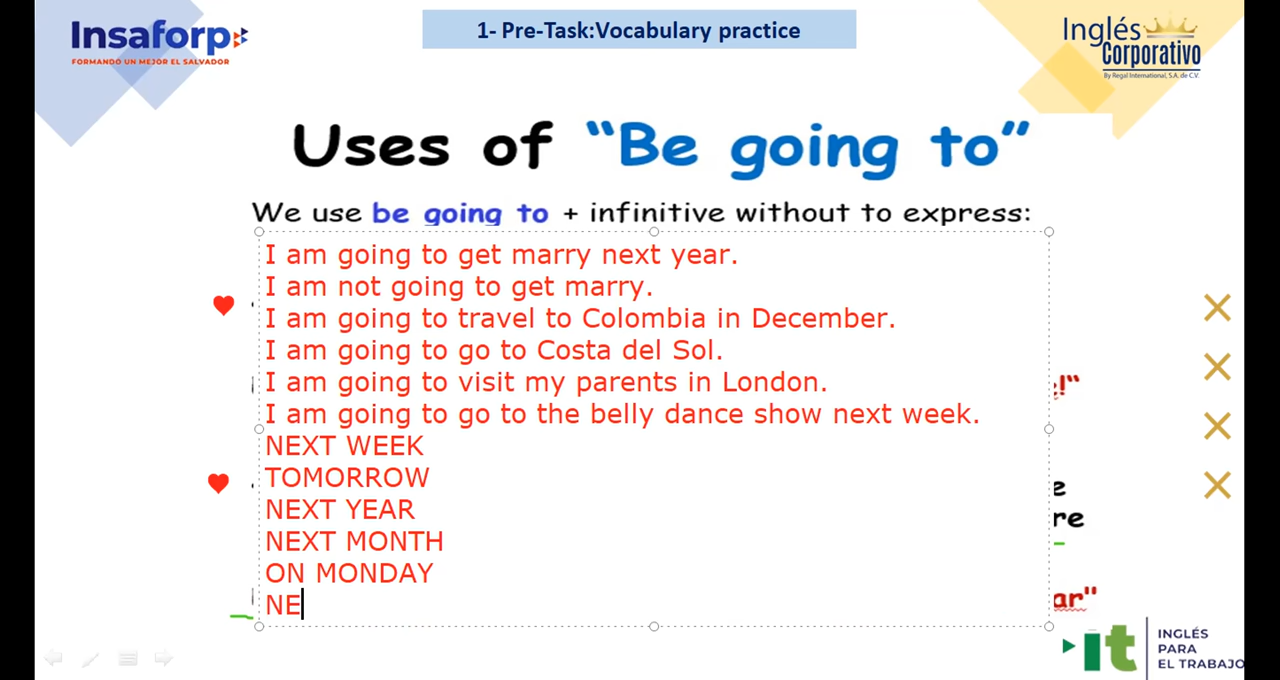 Insaforp
FORMANDO UN MEJOR EL SALVADOR
1- Pre-Task:Vocabulary practice
Inglés
Corporativo
By Regal International, S.A, de C.V.
Uses of “Be going to”
We use be going to + infinitive without to express:
I am going to get marry next year.
I am not going to get marry.
I am going to travel to Colombia in December.
I am going to go to Costa del Sol.
I am going to visit my parents in London.
I am going to go to the belly dance show next week.
NEXT WEEK
TOMORROW
NEXT YEAR
NEXT MONTH
ON MONDAY
NE
it
INGLÉS
PARA
EL TRABAJO